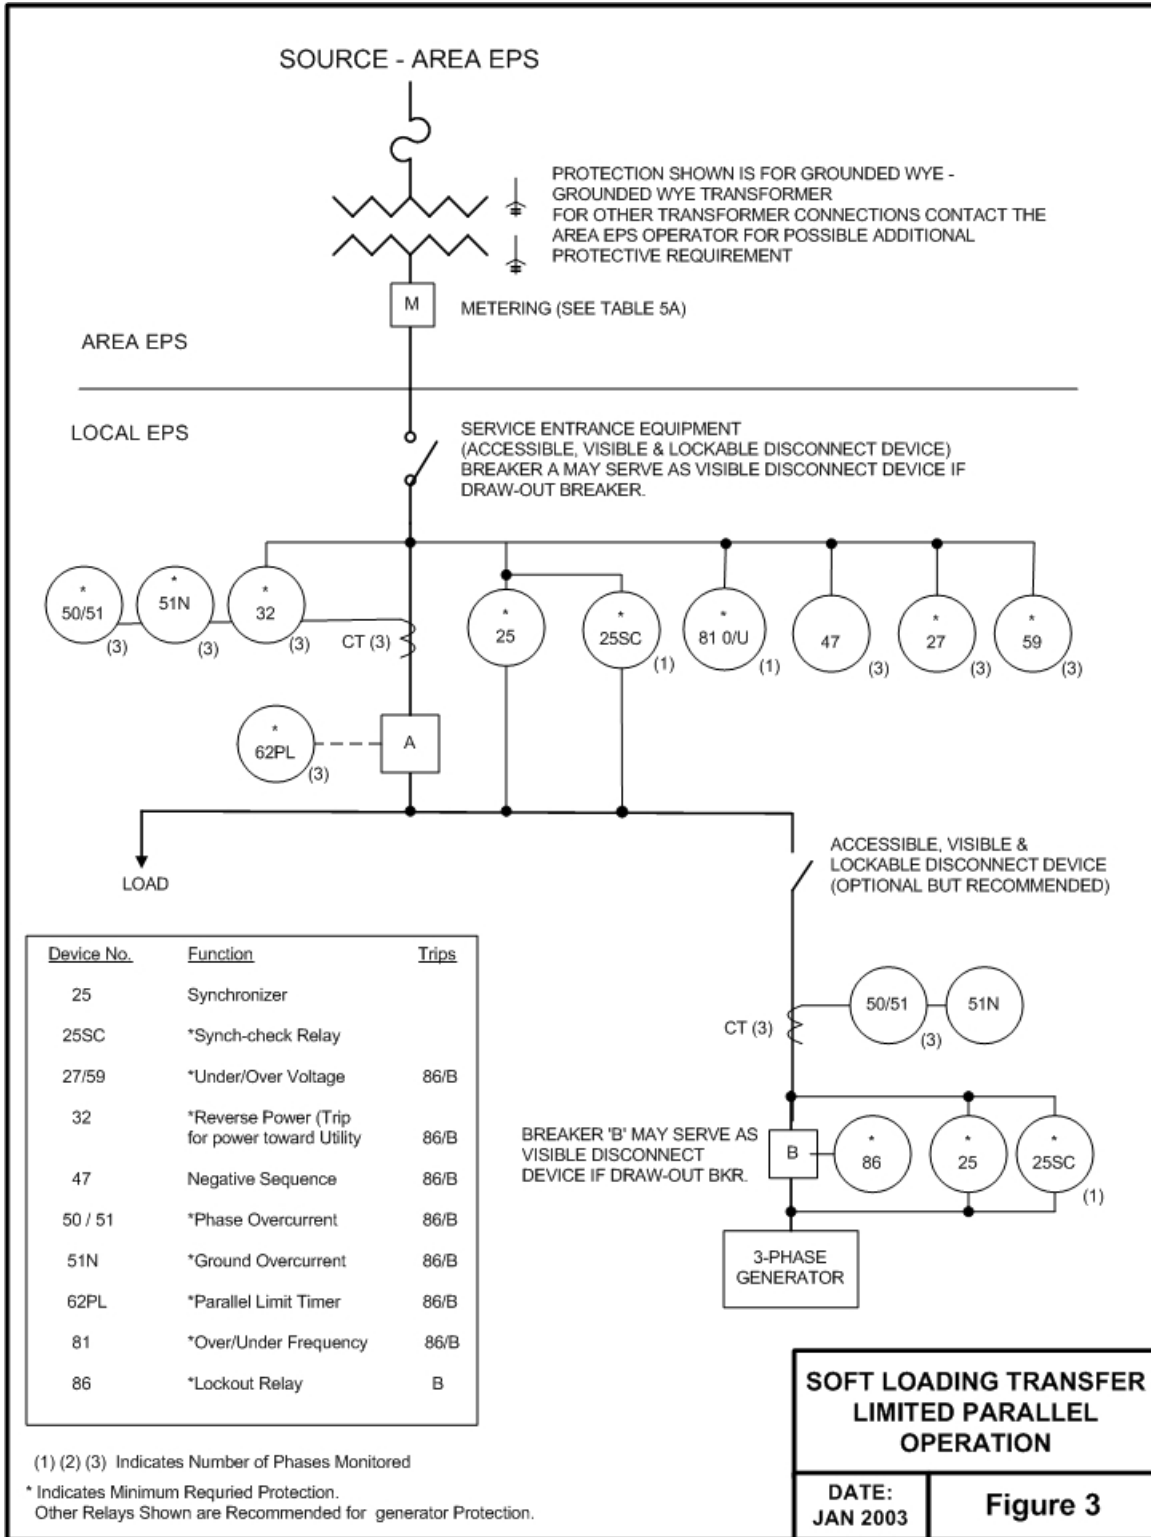 SOURCE - AREA EPS
PROTECTION SHOWN IS FOR GROUNDED WYE -
GROUNDED WYE TRANSFORMER
FOR OTHER TRANSFORMER CONNECTIONS CONTACT THE
AREA EPS OPERATOR FOR POSSIBLE ADDITIONAL
PROTECTIVE REQUIREMENT
M
METERING (SEE TABLE 5A)
AREA EPS
LOCAL EPS
SERVICE ENTRANCE EQUIPMENT
(ACCESSIBLE, VISIBLE & LOCKABLE DISCONNECT DEVICE)
BREAKER A MAY SERVE AS VISIBLE DISCONNECT DEVICE IF
DRAW-OUT BREAKER.
*
50/51
(3)
*
51N
(3)
*
32
(3)
CT (3)
*
25
*
25SC
(1)
*
81 0/U
(1)
47
(3)
*
27
(3)
*
59
(3)
*
62PL
(3)
A
LOAD
ACCESSIBLE, VISIBLE &
LOCKABLE DISCONNECT DEVICE
(OPTIONAL BUT RECOMMENDED)
CT (3)
50/51
(3)
51N
BREAKER 'B' MAY SERVE AS
VISIBLE DISCONNECT
DEVICE IF DRAW-OUT BKR.
B
*
86
*
25
*
25SC
(1)
3-PHASE
GENERATOR
Device No. Function Trips
25 Synchronizer
25SC *Synch-check Relay
27/59 *Under/Over Voltage 86/B
32 *Reverse Power (Trip
for power toward Utility 86/B
47 Negative Sequence 86/B
50 / 51 *Phase Overcurrent 86/B
51N *Ground Overcurrent 86/B
62PL *Parallel Limit Timer 86/B
81 *Over/Under Frequency 86/B
86 *Lockout Relay B
(1) (2) (3) Indicates Number of Phases Monitored
* Indicates Minimum Requried Protection.
Other Relays Shown are Recommended for generator Protection.
SOFT LOADING TRANSFER
LIMITED PARALLEL
OPERATION
DATE:
JAN 2003
Figure 3